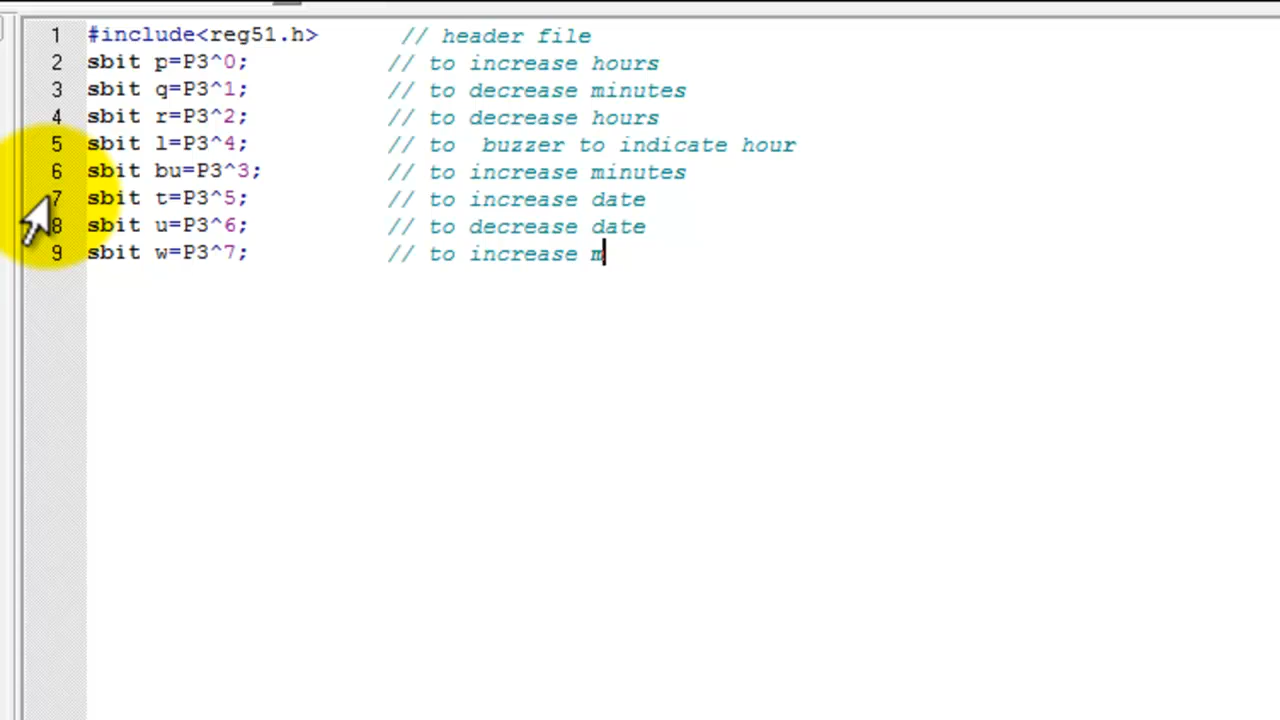 1 #include<reg51.h> // header file
2 sbit p=P3^0; // to increase hours
3 sbit q=P3^1; // to decrease minutes
4 sbit r=P3^2; // to decrease hours
5 sbit l=P3^4; // to  buzzer to indicate hour
6 sbit bu=P3^3; // to increase minutes
7 sbit t=P3^5; // to increase date
8 sbit u=P3^6; // to decrease date
9 sbit w=P3^7; // to increase m